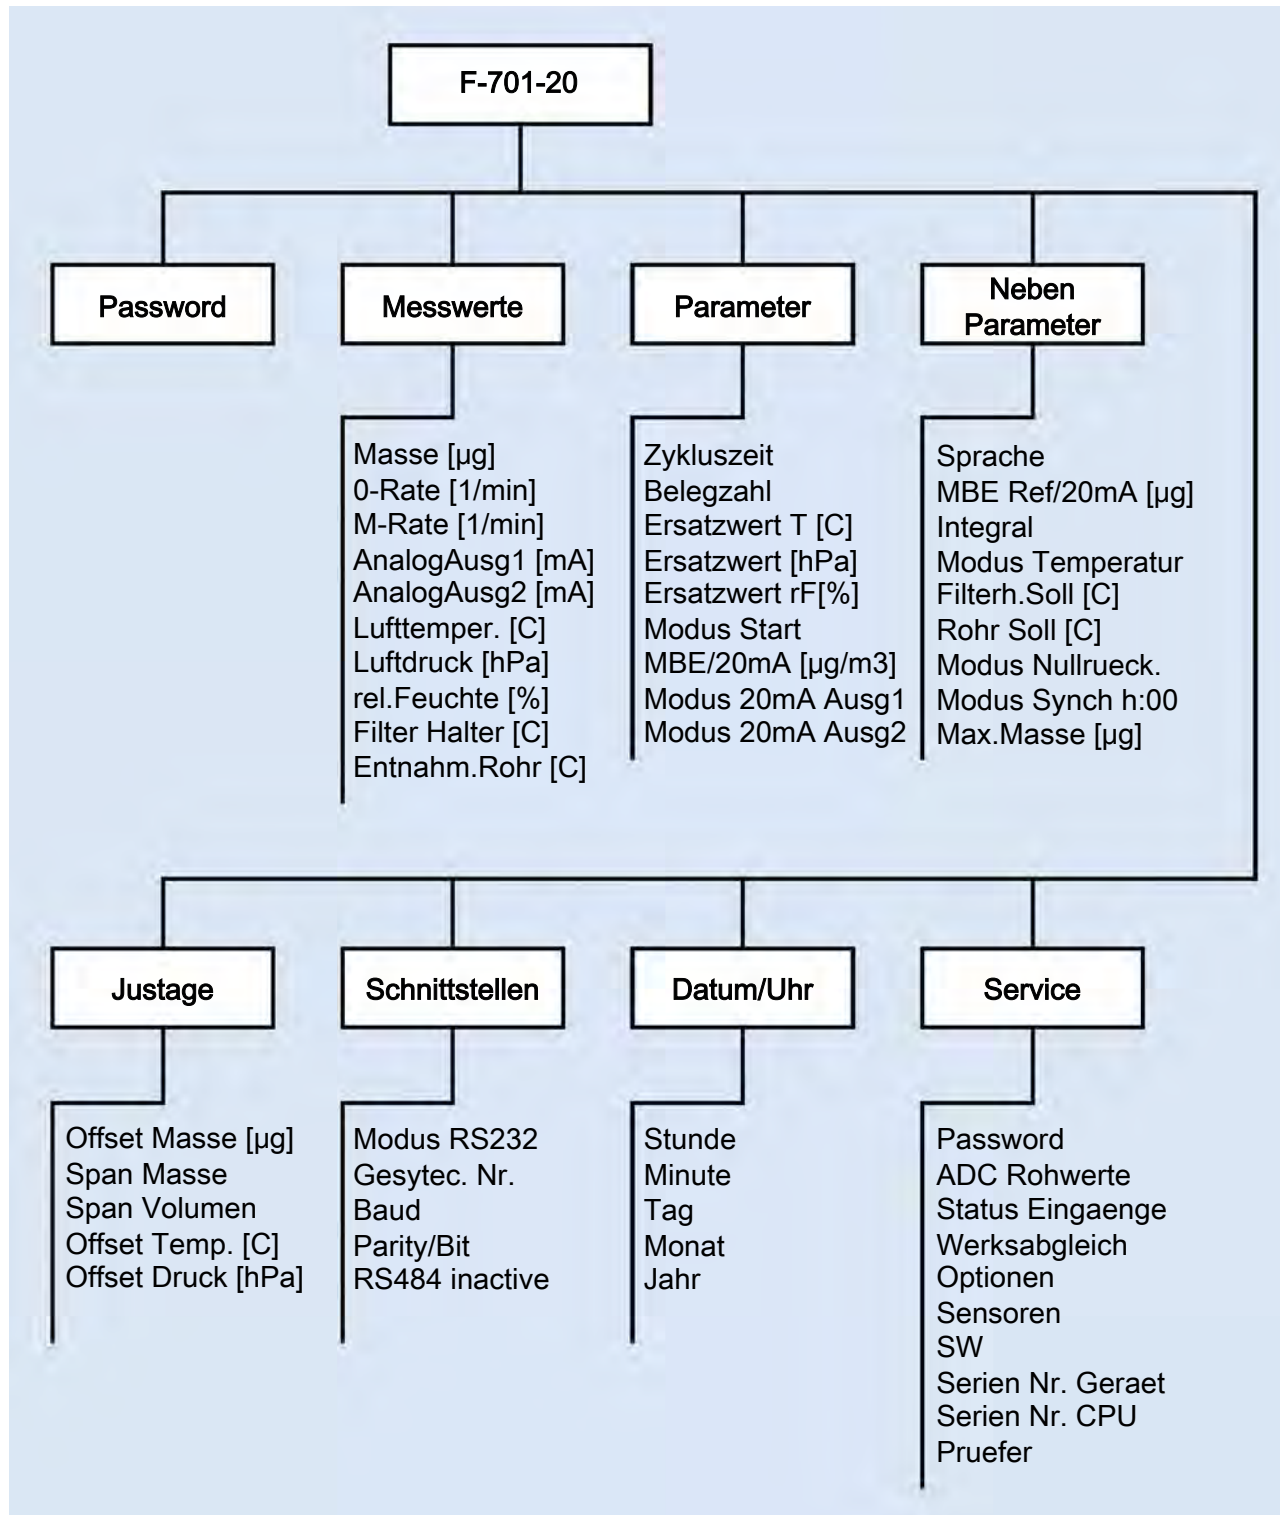 F-701-20
Password
Messwerte
Parameter
Neben
Parameter
Masse [µg]
0-Rate [1/min]
M-Rate [1/min]
AnalogAusg1 [mA]
AnalogAusg2 [mA]
Lufttemper. [C]
Luftdruck [hPa]
rel.Feuchte [%]
Filter Halter [C]
Entnahm.Rohr [C]
Zykluszeit
Belegzahl
Ersatzwert T [C]
Ersatzwert [hPa]
Ersatzwert rF[%]
Modus Start
MBE/20mA [µg/m3]
Modus 20mA Ausg1
Modus 20mA Ausg2
Sprache
MBE Ref/20mA [µg]
Integral
Modus Temperatur
Filterh.Soll [C]
Rohr Soll [C]
Modus Nullrueck.
Modus Synch h:00
Max.Masse [µg]
Justage
Schnittstellen
Datum/Uhr
Service
Offset Masse [µg]
Span Masse
Span Volumen
Offset Temp. [C]
Offset Druck [hPa]
Modus RS232
Gesytec. Nr.
Baud
Parity/Bit
RS484 inactive
Stunde
Minute
Tag
Monat
Jahr
Password
ADC Rohwerte
Status Eingaenge
Werksabgleich
Optionen
Sensoren
SW
Serien Nr. Geraet
Serien Nr. CPU
Pruefer